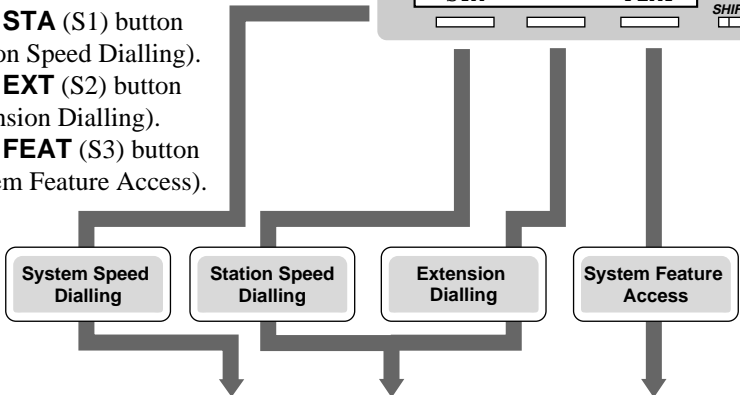 STA (S1) button
on Speed Dialling).
EXT (S2) button
nsion Dialling).
FEAT (S3) button
em Feature Access).
System Speed
Dialling
Station Speed
Dialling
Extension
Dialling
System Feature
Access